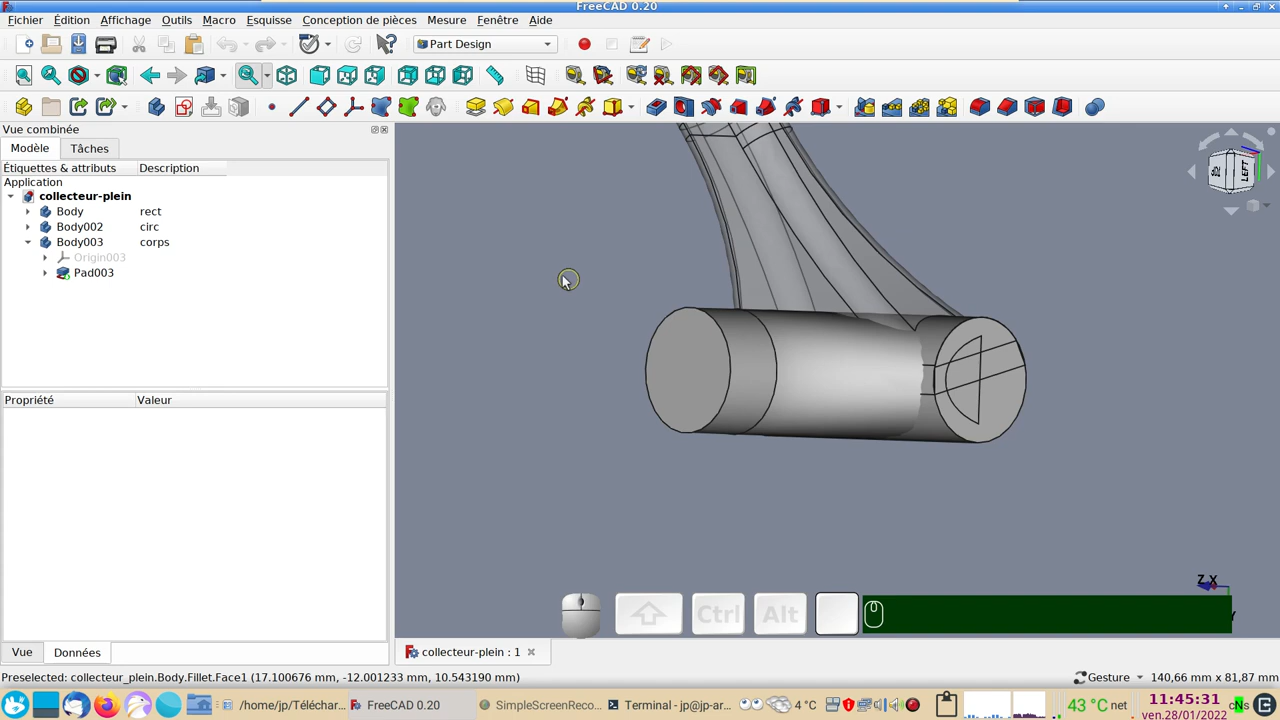 FreeCAD 0.20
Fichier Édition Affichage Outils Macro Esquisse Conception de pièces Mesure Fenêtre Aide
Part Design
Vue combinée
Modèle Tâches
Étiquettes & attributs Description
Application
collecteur-plein
Body rect
Body002 circ
Body003 corps
Origin003
Pad003
LEFT
Propriété Valeur
Z X
Y
Ctrl Alt
Vue Données
collecteur-plein : 1
Preselected: collecteur_plein.Body.Fillet.Face1 (17.100676 mm, -12.001233 mm, 10.543190 mm)
Gesture 140,66 mm x 81,87 mm
/home/jp/Téléchar... FreeCAD 0.20 SimpleScreenReco... Terminal - jp@jp-ar... 4 °C 43 °C net
11:45:31
ven.28/01/2022